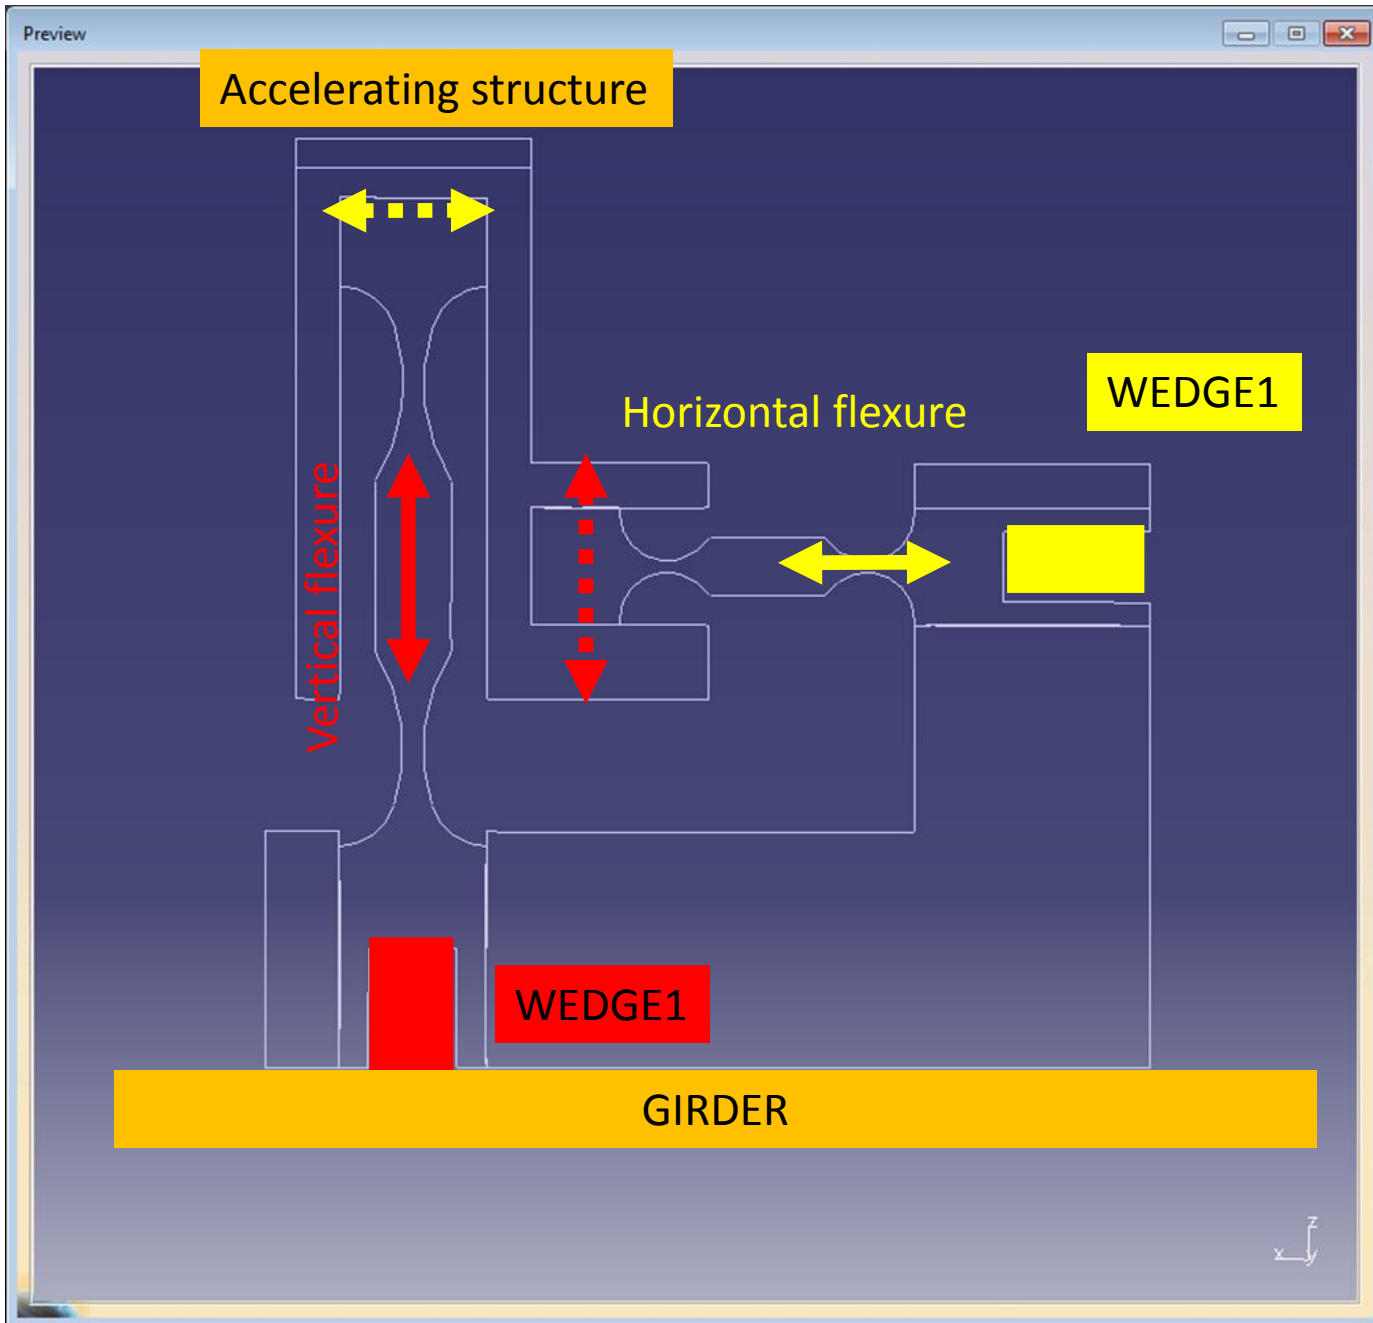 Preview
Accelerating structure
WEDGE1
Horizontal flexure
Vertical flexure
WEDGE1
GIRDER
z
x
y